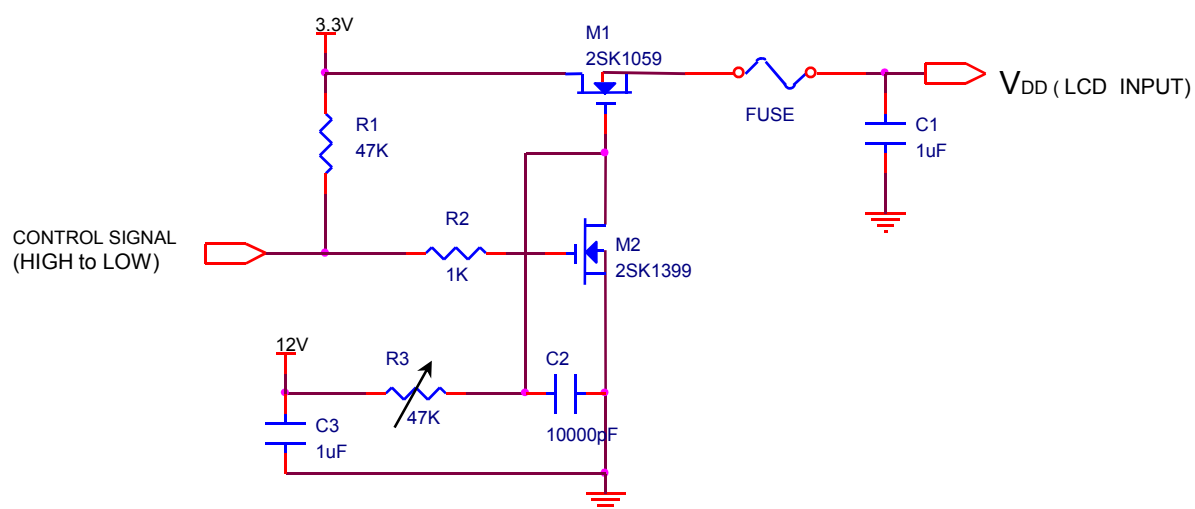 3.3V
M1
2SK1059
FUSE
VDD ( LCD INPUT)
R1
47K
C1
1uF
CONTROL SIGNAL
(HIGH to LOW)
R2
1K
M2
2SK1399
12V
R3
47K
C2
10000pF
C3
1uF